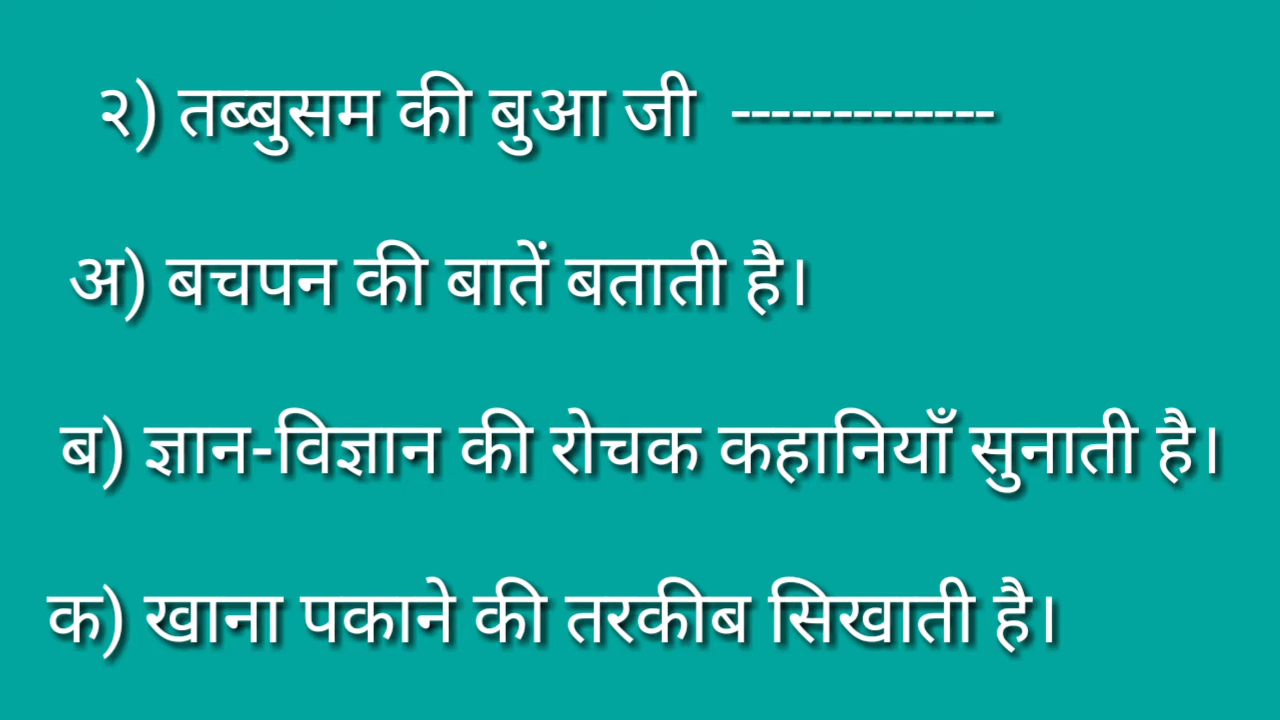 २) तब्बुसम की बुआ जी -------------
अ) बचपन की बातें बताती है।
ब) ज्ञान-विज्ञान की रोचक कहानियाँ सुनाती है।
क) खाना पकाने की तरकीब सिखाती है।